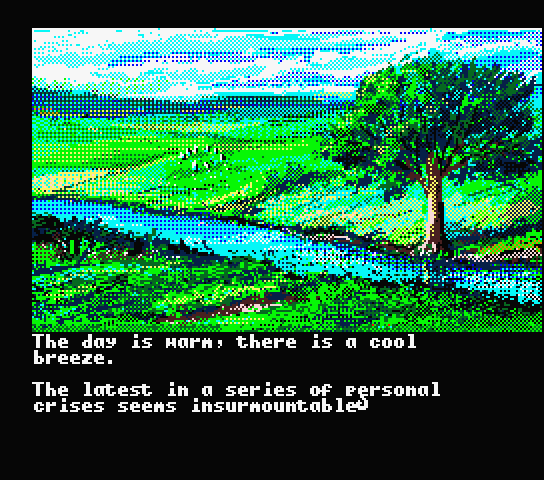 The day is warm, there is a cool
breeze.
The latest in a series of personal
crises seems insurmountable